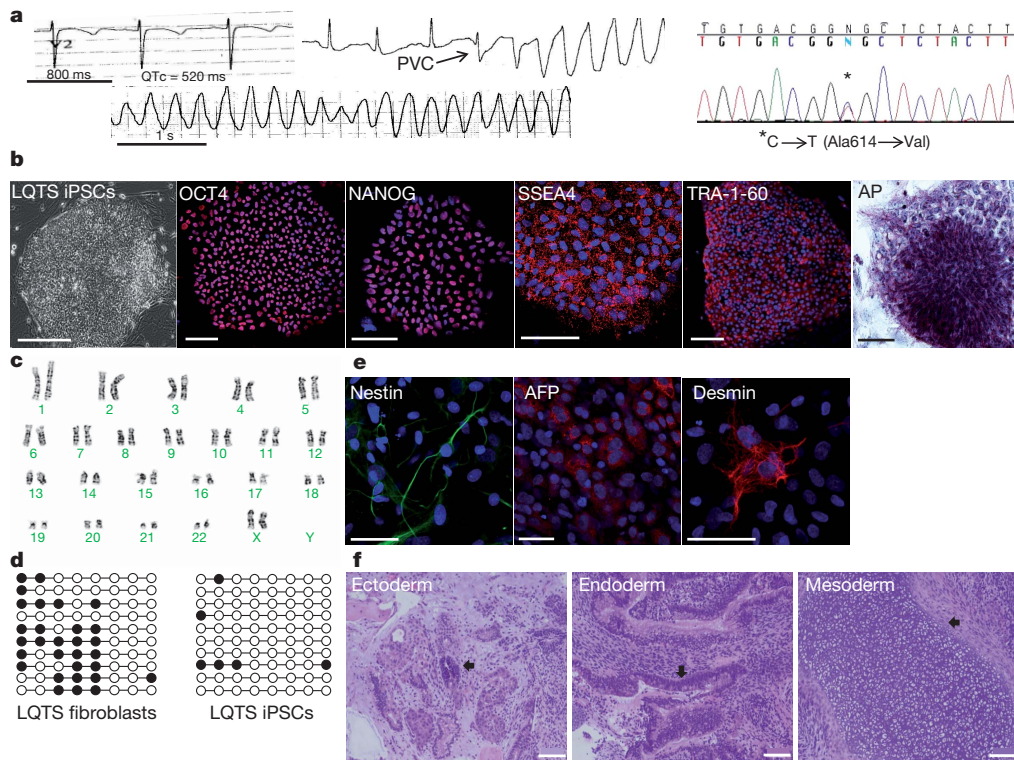 a
V2
800 ms
QTc = 520 ms
PVC
1 s
T G T G A C G G N G C T C T A C T T
T G T G A C G G N G C T C T A C T T
*
*C → T (Ala614 → Val)
b
LQTS iPSCs
OCT4
NANOG
SSEA4
TRA-1-60
AP
c
1 2 3 4 5
6 7 8 9 10 11 12
13 14 15 16 17 18
19 20 21 22 X Y
d
LQTS fibroblasts
LQTS iPSCs
e
Nestin
AFP
Desmin
f
Ectoderm
Endoderm
Mesoderm